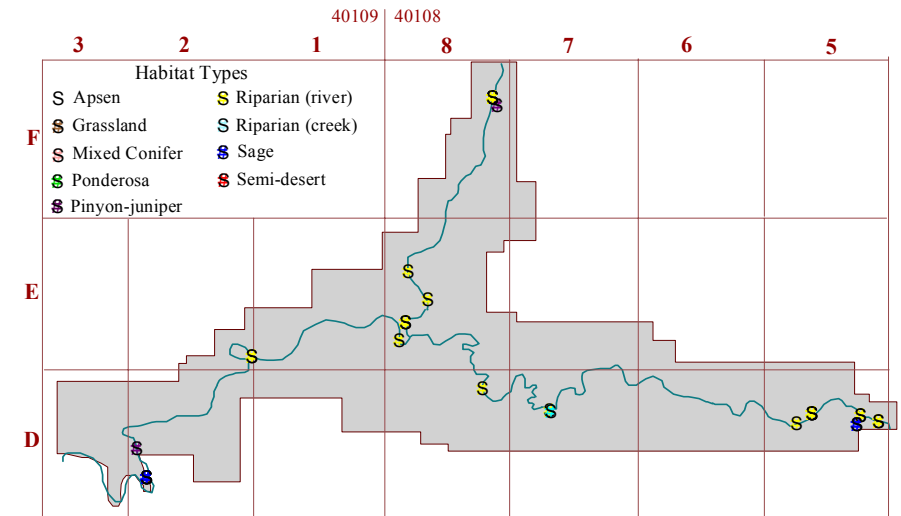 40109 40108
3 2 1 8 7 6 5
Habitat Types
S Apsen
S Riparian (river)
S Grassland
S Riparian (creek)
S Mixed Conifer
S Sage
S Ponderosa
S Semi-desert
S Pinyon-juniper
F
S
S
E
S
S
S
S
S
D
S
S
S
S
S
S
S
S
S